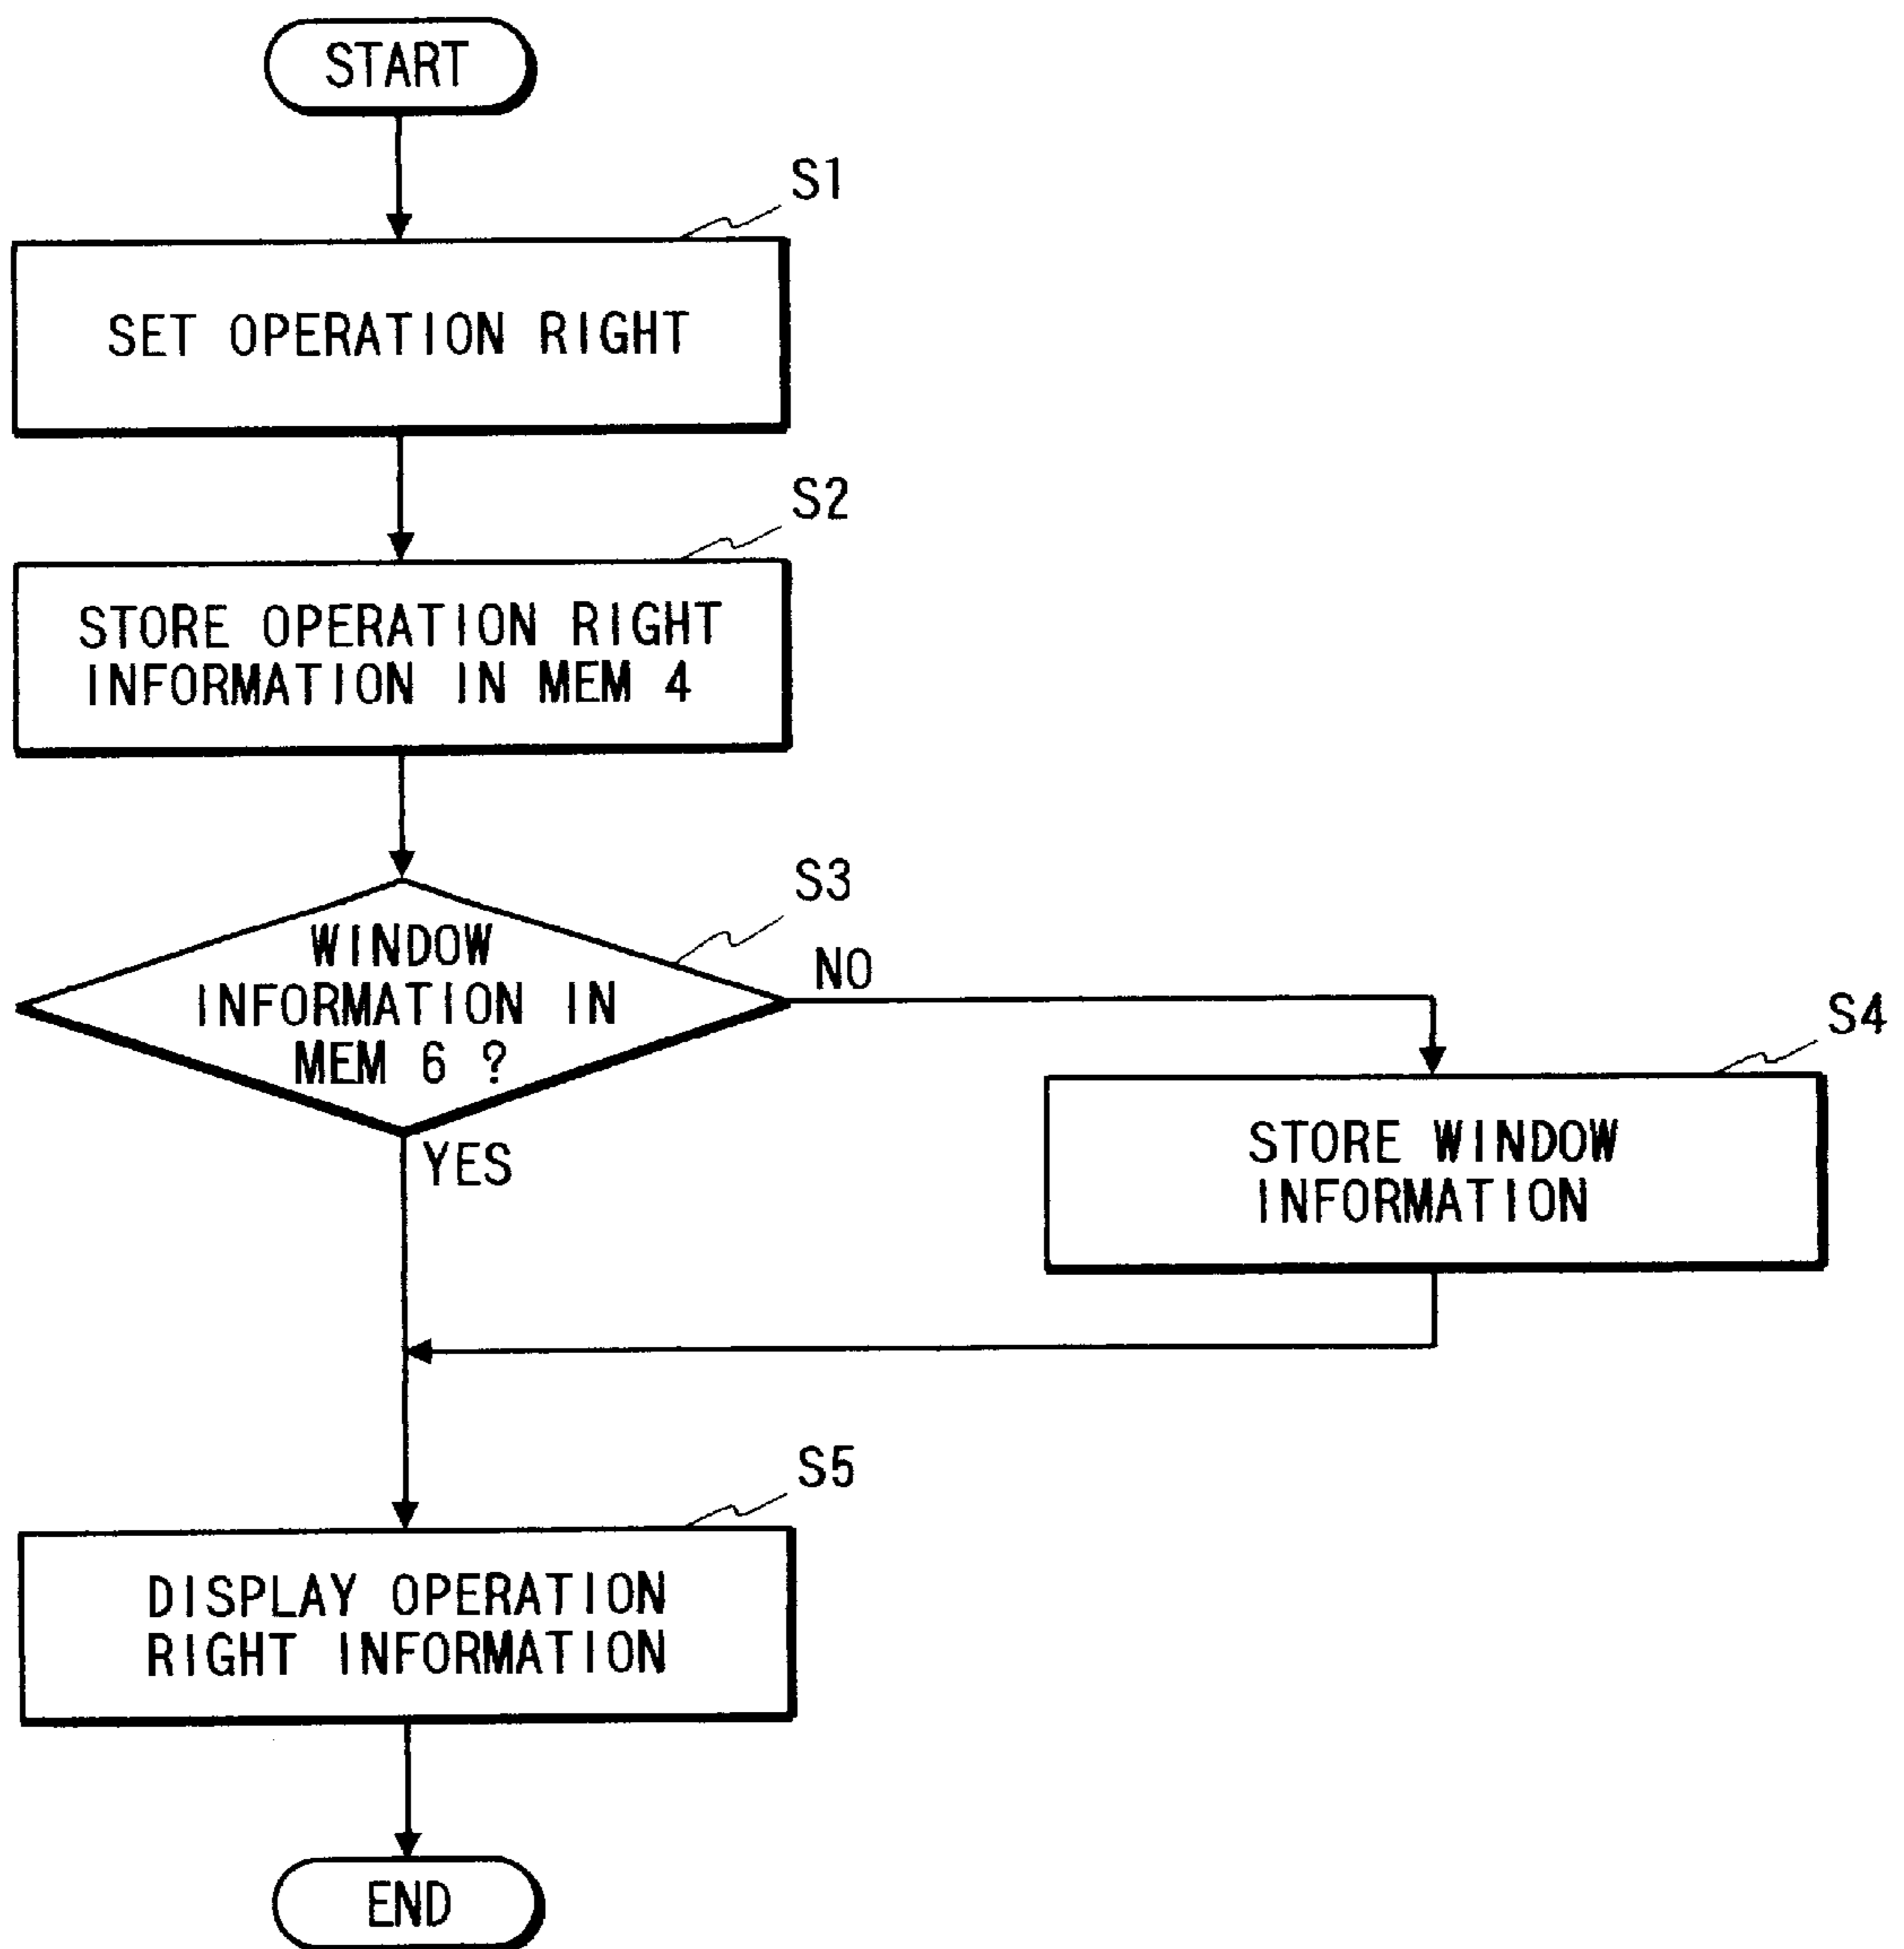 START
S1
SET OPERATION RIGHT
S2
STORE OPERATION RIGHT
INFORMATION IN MEM 4
S3
WINDOW
INFORMATION IN
MEM 6 ?
NO
YES
S4
STORE WINDOW
INFORMATION
S5
DISPLAY OPERATION
RIGHT INFORMATION
END